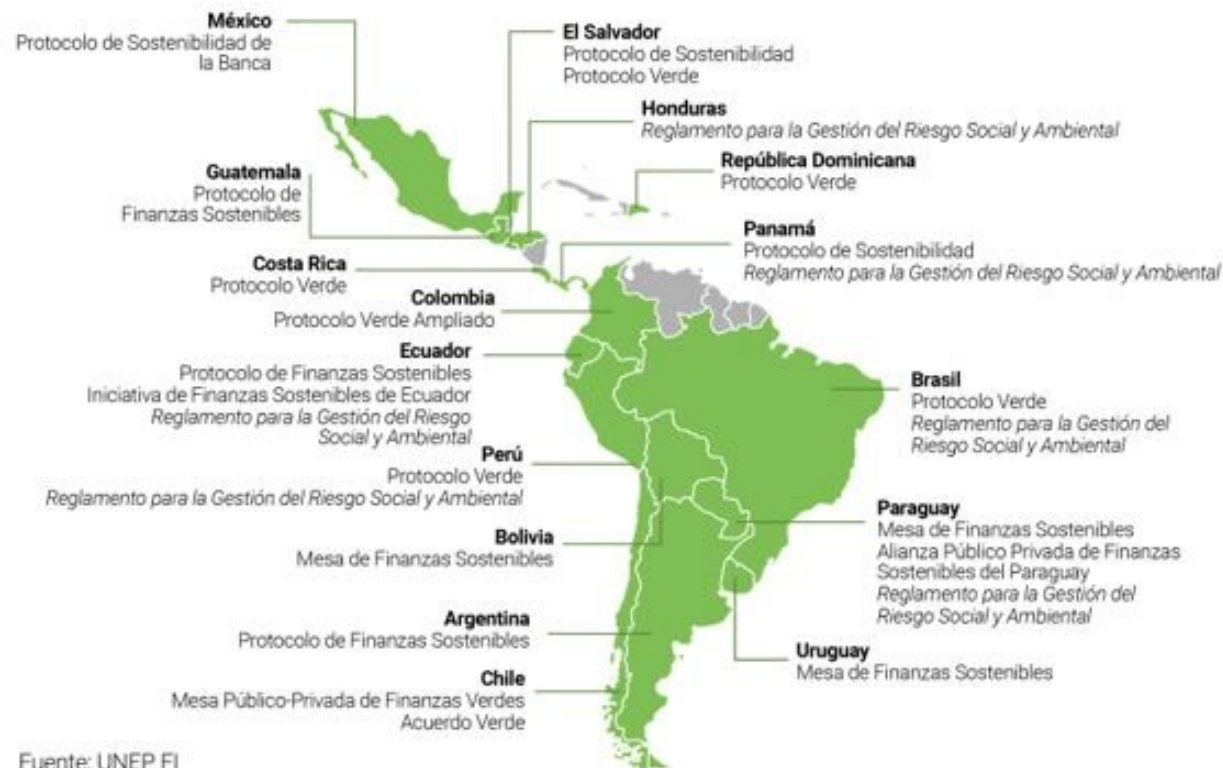 México
Protocolo de Sostenibilidad de
la Banca
El Salvador
Protocolo de Sostenibilidad
Protocolo Verde
Honduras
Reglamento para la Gestión del Riesgo Social y Ambiental
República Dominicana
Protocolo Verde
Guatemala
Protocolo de
Finanzas Sostenibles
Panamá
Protocolo de Sostenibilidad
Reglamento para la Gestión del Riesgo Social y Ambiental
Costa Rica
Protocolo Verde
Colombia
Protocolo Verde Ampliado
Ecuador
Protocolo de Finanzas Sostenibles
Iniciativa de Finanzas Sostenibles de Ecuador
Reglamento para la Gestión del Riesgo
Social y Ambiental
Brasil
Protocolo Verde
Reglamento para la Gestión del
Riesgo Social y Ambiental
Perú
Protocolo Verde
Reglamento para la Gestión del Riesgo Social y Ambiental
Paraguay
Mesa de Finanzas Sostenibles
Alianza Público Privada de Finanzas
Sostenibles del Paraguay
Reglamento para la Gestión del
Riesgo Social y Ambiental
Bolivia
Mesa de Finanzas Sostenibles
Argentina
Protocolo de Finanzas Sostenibles
Uruguay
Mesa de Finanzas Sostenibles
Chile
Mesa Público-Privada de Finanzas Verdes
Acuerdo Verde
Fuente: UNEP FI